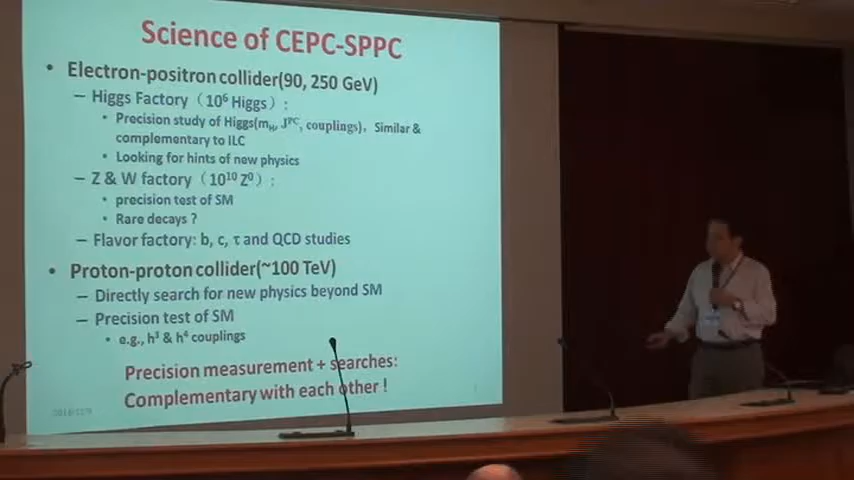 Science of CEPC-SPPC
• Electron-positron collider(90, 250 GeV)
– Higgs Factory（10⁶ Higgs）:
• Precision study of Higgs(mH, Jᴾᶜ, couplings), Similar &
complementary to ILC
• Looking for hints of new physics
– Z & W factory（10¹⁰ Z⁰）:
• precision test of SM
• Rare decays ?
– Flavor factory: b, c, τ and QCD studies
• Proton-proton collider(~100 TeV)
– Directly search for new physics beyond SM
– Precision test of SM
• e.g., h³ & h⁴ couplings
Precision measurement + searches:
Complementary with each other !